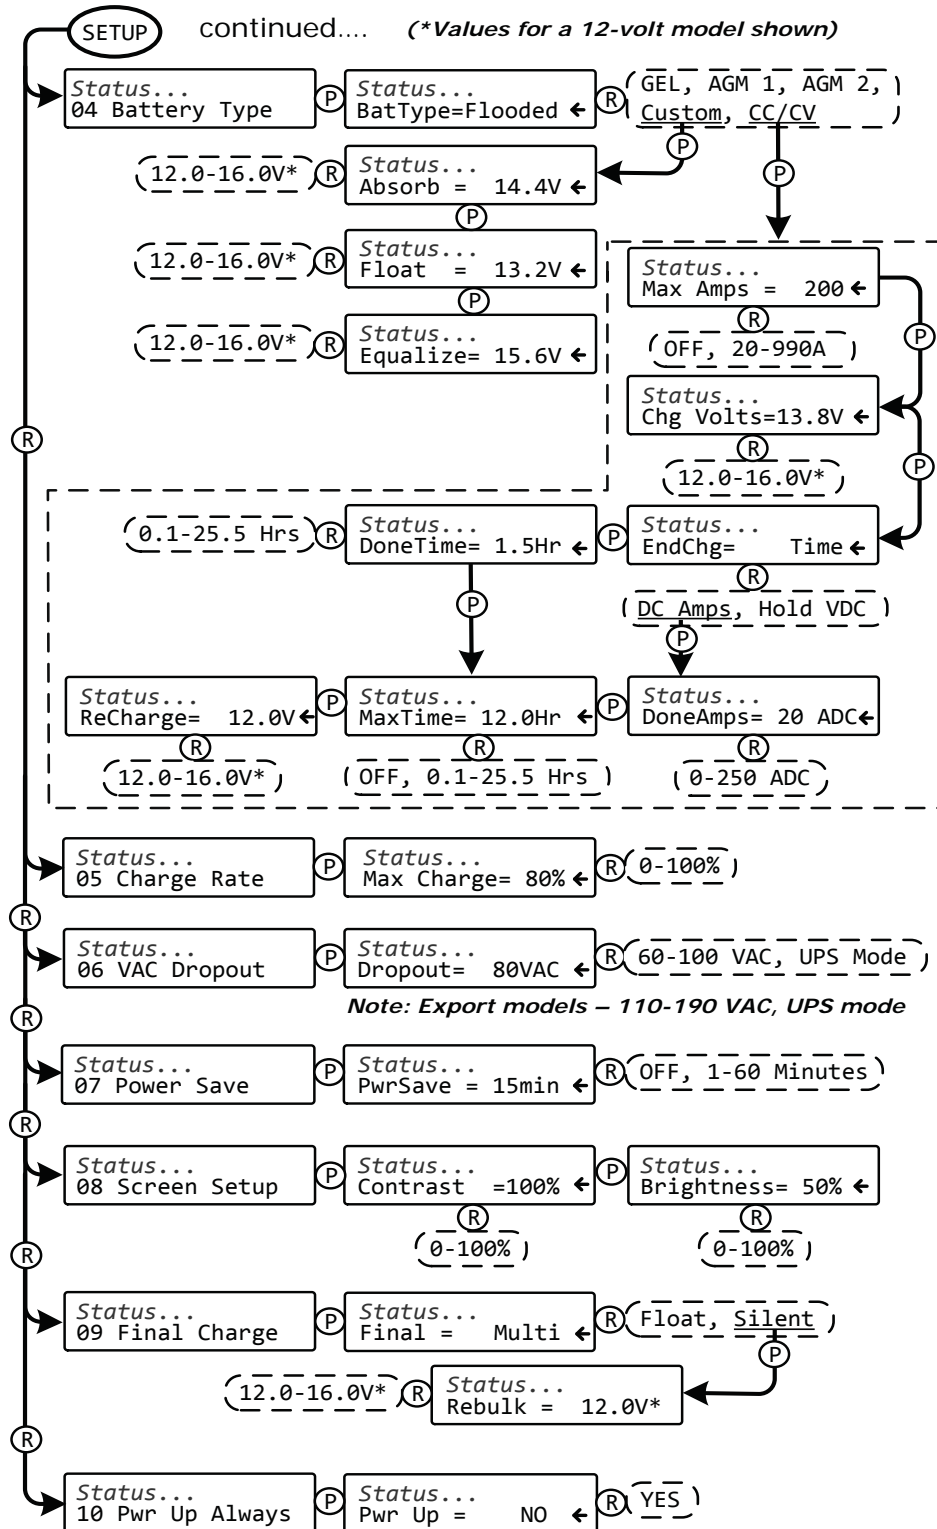 SETUP continued.... (*Values for a 12-volt model shown)
Status...
04 Battery Type
P
Status...
BatType=Flooded ←
R
GEL, AGM 1, AGM 2,
Custom, CC/CV
P
P
12.0-16.0V*
R
Status...
Absorb = 14.4V ←
P
12.0-16.0V*
R
Status...
Float = 13.2V ←
P
12.0-16.0V*
R
Status...
Equalize= 15.6V ←
Status...
Max Amps = 200 ←
R
OFF, 20-990A
P
Status...
Chg Volts=13.8V ←
R
12.0-16.0V*
P
R
0.1-25.5 Hrs
R
Status...
DoneTime= 1.5Hr ←
P
Status...
EndChg= Time ←
R
DC Amps, Hold VDC
P
P
Status...
ReCharge= 12.0V ←
P
Status...
MaxTime= 12.0Hr ←
P
Status...
DoneAmps= 20 ADC ←
R
12.0-16.0V*
R
OFF, 0.1-25.5 Hrs
R
0-250 ADC
Status...
05 Charge Rate
P
Status...
Max Charge= 80% ←
R
0-100%
R
Status...
06 VAC Dropout
P
Status...
Dropout= 80VAC ←
R
60-100 VAC, UPS Mode
Note: Export models – 110-190 VAC, UPS mode
R
Status...
07 Power Save
P
Status...
PwrSave = 15min ←
R
OFF, 1-60 Minutes
R
Status...
08 Screen Setup
P
Status...
Contrast =100% ←
P
Status...
Brightness= 50% ←
R
0-100%
R
0-100%
R
Status...
09 Final Charge
P
Status...
Final = Multi ←
R
Float, Silent
P
12.0-16.0V*
R
Status...
Rebulk = 12.0V*
R
Status...
10 Pwr Up Always
P
Status...
Pwr Up = NO ←
R
YES